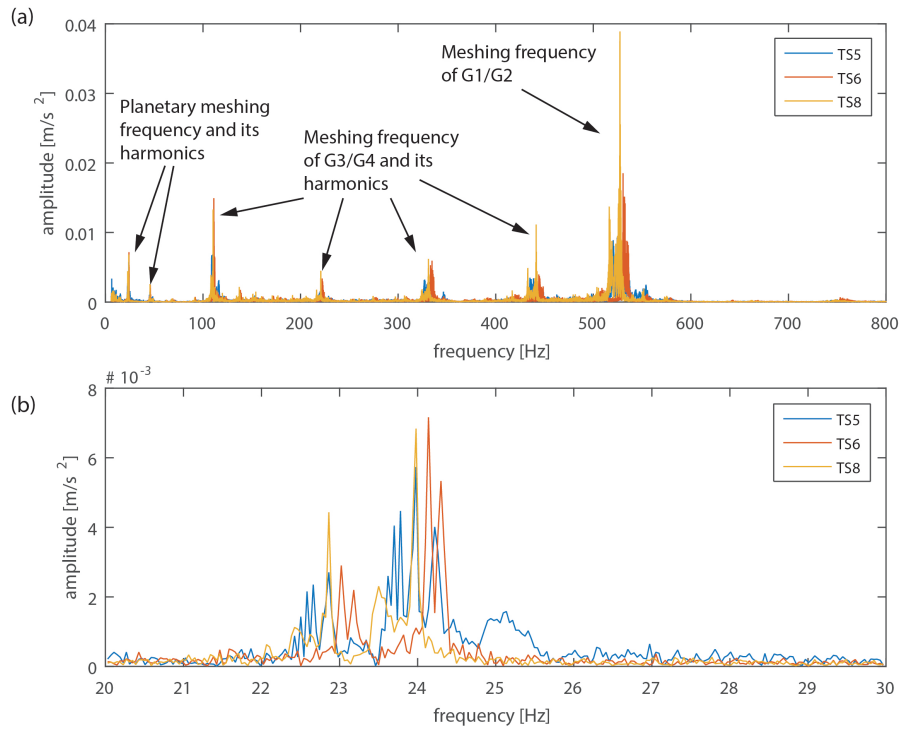 (a)
0.04
0.03
0.02
0.01
0
amplitude [m/s ²]
Planetary meshing
frequency and its
harmonics
Meshing frequency
of G3/G4 and its
harmonics
Meshing frequency
of G1/G2
TS5
TS6
TS8
0 100 200 300 400 500 600 700 800
frequency [Hz]
(b)
# 10⁻³
8
6
4
2
0
amplitude [m/s ²]
TS5
TS6
TS8
20 21 22 23 24 25 26 27 28 29 30
frequency [Hz]